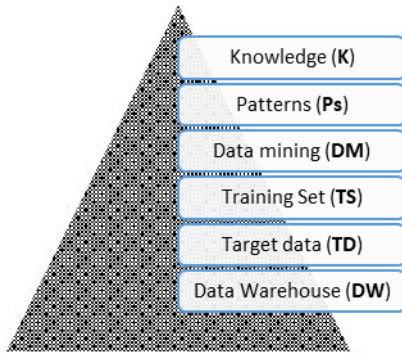 Knowledge (K)
Patterns (Ps)
Data mining (DM)
Training Set (TS)
Target data (TD)
Data Warehouse (DW)